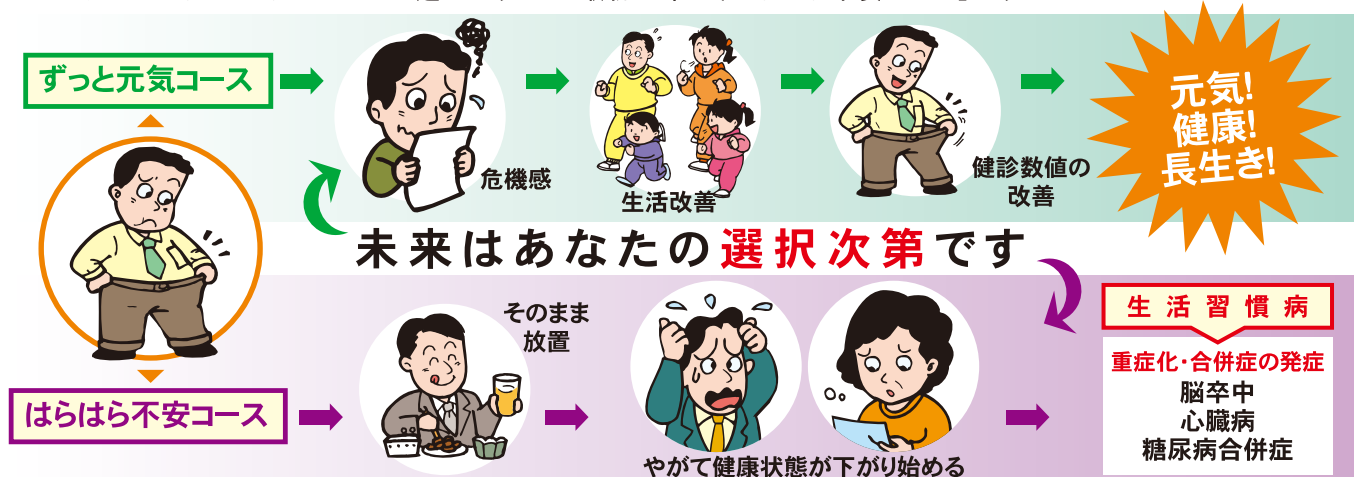 ずっと元気コース
危機感
生活改善
健診数値の
改善
元気!
健康!
長生き!
未来はあなたの選択次第です
はらはら不安コース
そのまま
放置
やがて健康状態が下がり始める
生活習慣病
重症化・合併症の発症
脳卒中
心臓病
糖尿病合併症